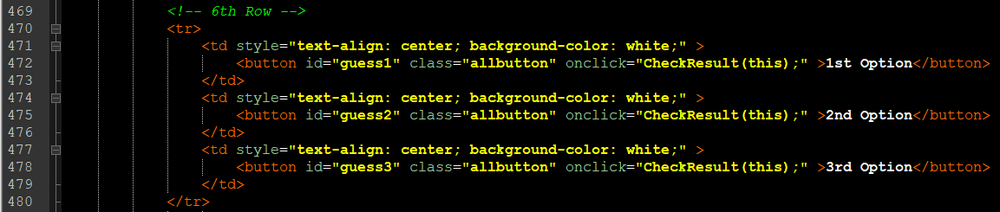 469 <!-- 6th Row -->
470 <tr>
471 <td style="text-align: center; background-color: white;" >
472 <button id="guess1" class="allbutton" onclick="CheckResult(this);" >1st Option</button>
473 </td>
474 <td style="text-align: center; background-color: white;" >
475 <button id="guess2" class="allbutton" onclick="CheckResult(this);" >2nd Option</button>
476 </td>
477 <td style="text-align: center; background-color: white;" >
478 <button id="guess3" class="allbutton" onclick="CheckResult(this);" >3rd Option</button>
479 </td>
480 </tr>